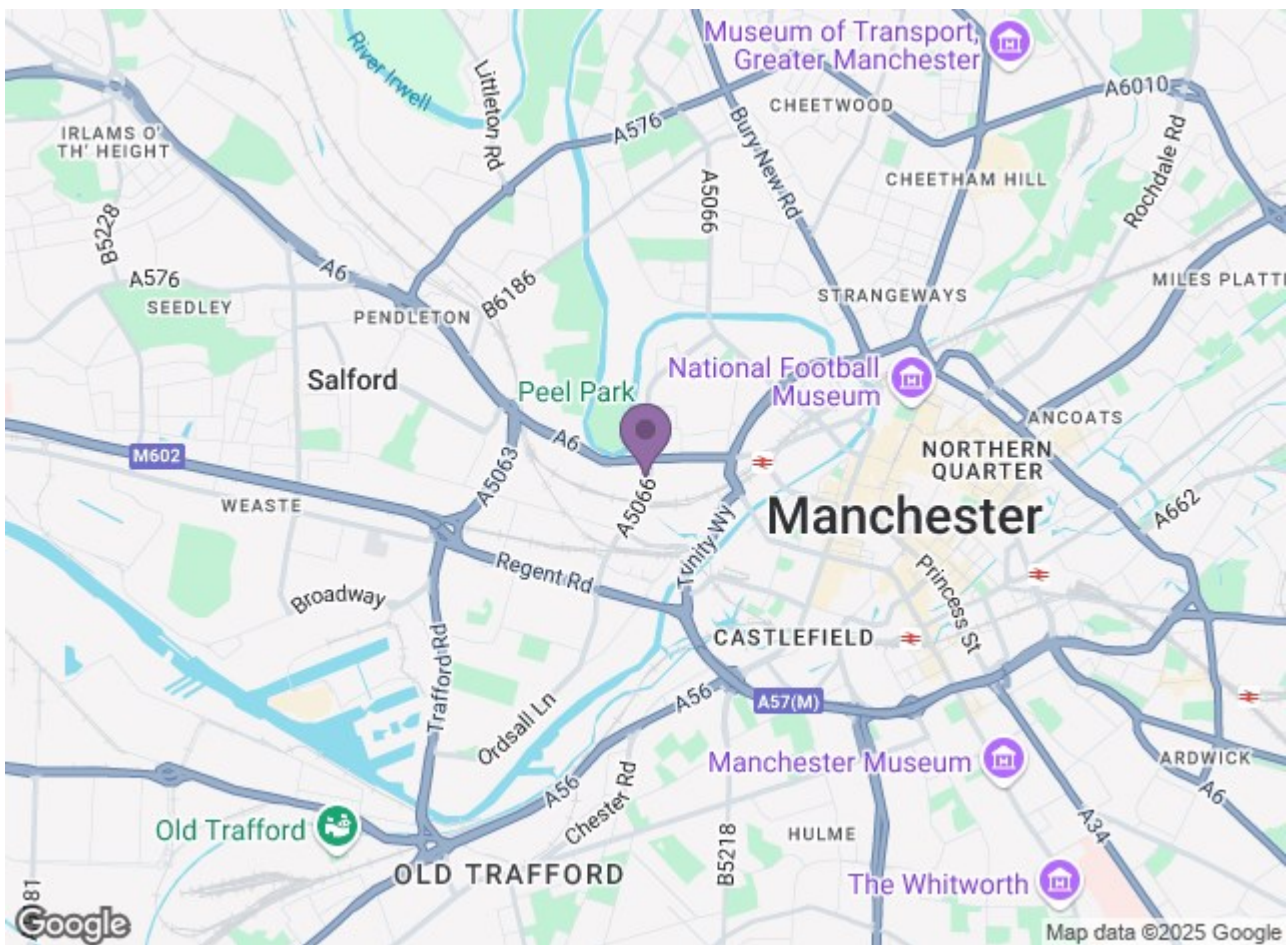 Museum of Transport,
Greater Manchester
River Irwell
Littleton Rd
CHEETWOOD
A6010
IRLAMS O'
TH' HEIGHT
A576
Bury New Rd
Rochdale Rd
A5066
CHEETHAM HILL
B5228
A6
A576
SEEDLEY
B6186
PENDLETON
STRANGEWAYS
MILES PLATTI
Salford
Peel Park
National Football
Museum
ANCOATS
M602
A6
NORTHERN
QUARTER
A5063
WEASTE
A5066
Manchester
A662
Trinity Wy
Regent Rd
Broadway
Princess St
CASTLEFIELD
Trafford Rd
A56
A57(M)
Ordsall Ln
Manchester Museum
ARDWICK
A56
Chester Rd
A6
Old Trafford
HULME
A34
B5218
OLD TRAFFORD
The Whitworth
Google
Map data ©2025 Google